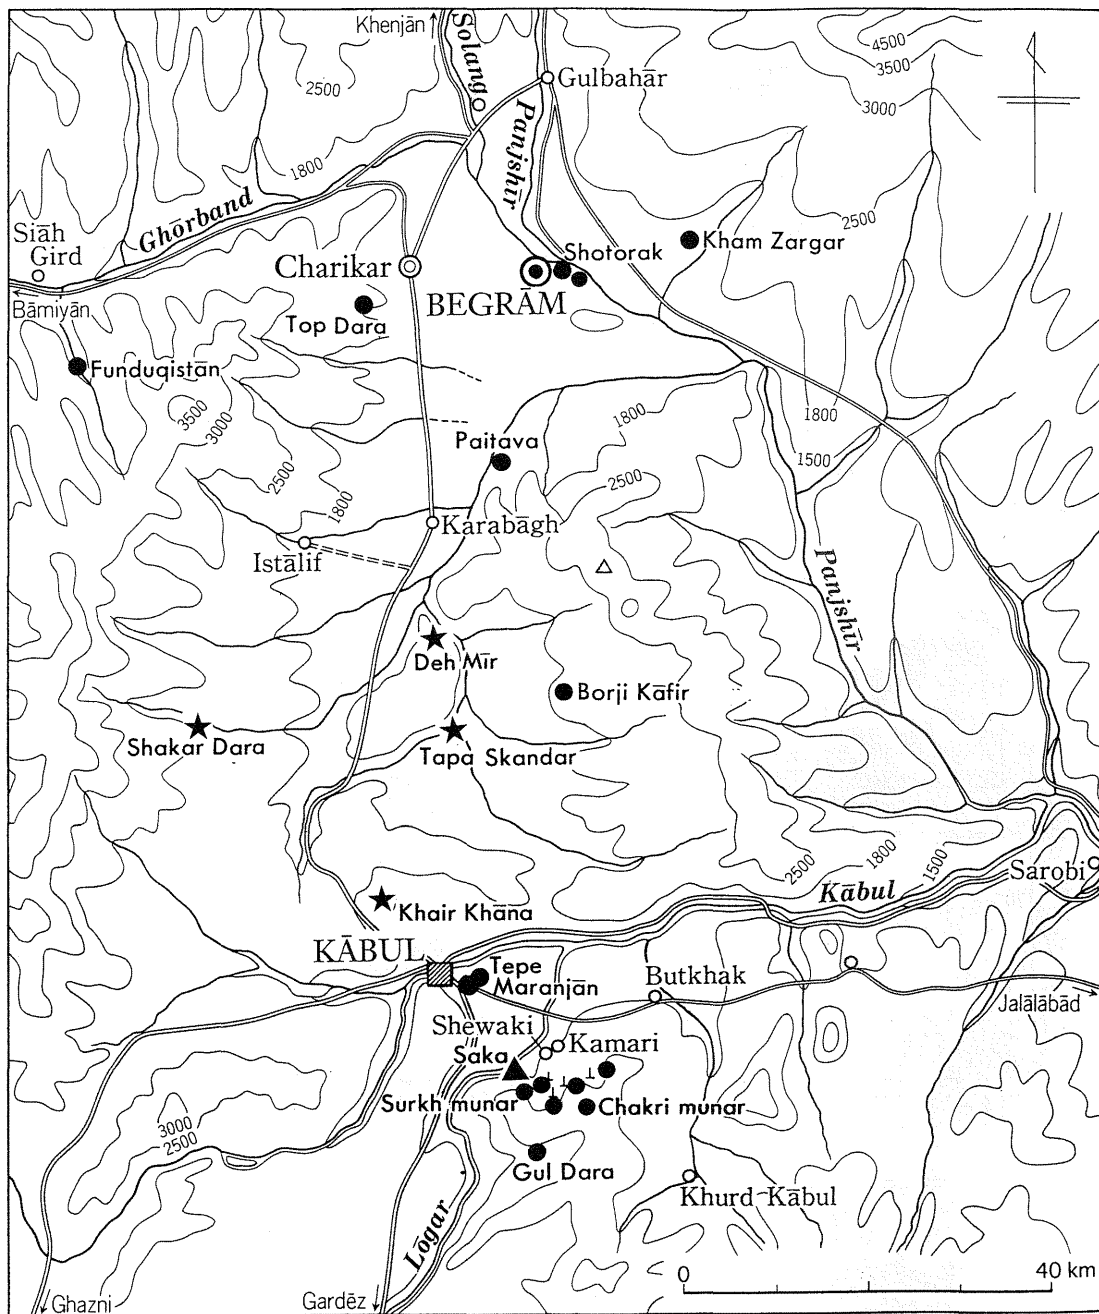 Khenjān
Solang
4500
3500
3000
2500
Gulbahār
Panjshīr
1800
2500
Ghōrband
Siāh
Gird
Shotorak
Kham Zargar
Charikar
BEGRĀM
Bāmiyān
Top Dara
Funduqistān
3500
3000
1800
1800
Paitava
1500
2500
2500
1800
Karabāgh
Istālif
Panjshīr
Deh Mīr
Borji Kāfir
Shakar Dara
Tapa Skandar
2500
1800
1500
Sarobi
Kābul
Khair Khāna
KĀBUL
Tepe
Maranjān
Butkhak
Jalālābād
Shewaki
Kamari
Saka
Surkh munar
Chakri munar
3000
2500
Gul Dara
Khurd Kābul
Lōgar
0
40 km
Ghazni
Gardēz